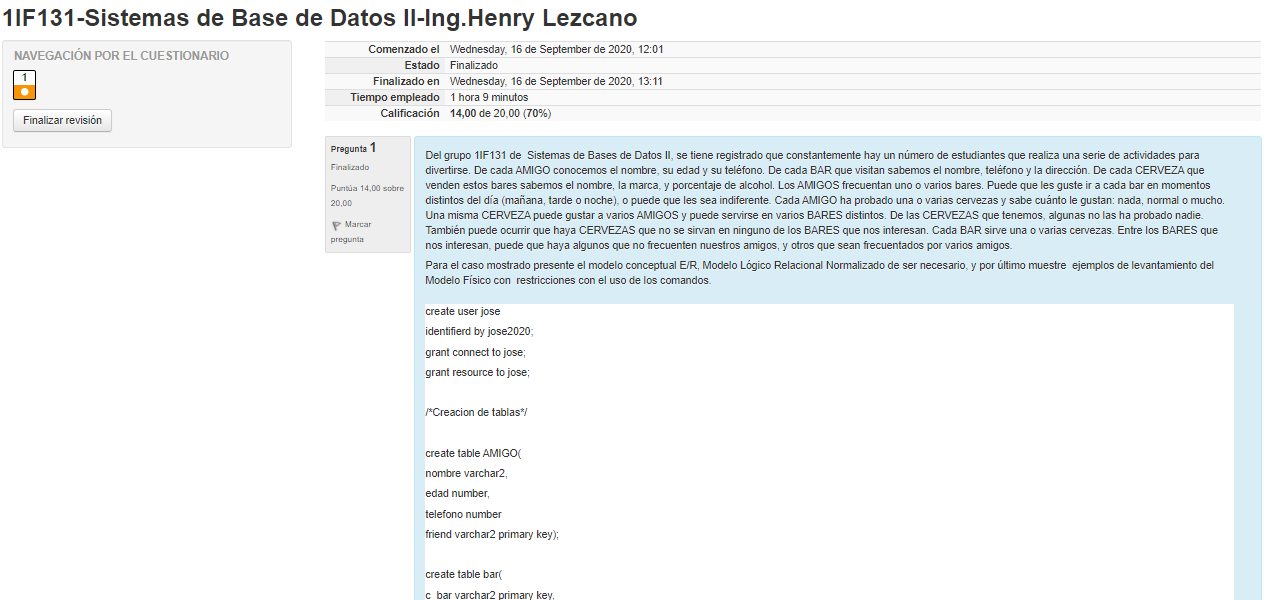 1IF131-Sistemas de Base de Datos II-Ing.Henry Lezcano
NAVEGACIÓN POR EL CUESTIONARIO
1
Finalizar revisión
Comenzado el Wednesday, 16 de September de 2020, 12:01
Estado Finalizado
Finalizado en Wednesday, 16 de September de 2020, 13:11
Tiempo empleado 1 hora 9 minutos
Calificación 14,00 de 20,00 (70%)
Pregunta 1
Finalizado
Puntúa 14,00 sobre
20,00
Marcar
pregunta
Del grupo 1IF131 de Sistemas de Bases de Datos II, se tiene registrado que constantemente hay un número de estudiantes que realiza una serie de actividades para
divertirse. De cada AMIGO conocemos el nombre, su edad y su teléfono. De cada BAR que visitan sabemos el nombre, teléfono y la dirección. De cada CERVEZA que
venden estos bares sabemos el nombre, la marca, y porcentaje de alcohol. Los AMIGOS frecuentan uno o varios bares. Puede que les guste ir a cada bar en momentos
distintos del día (mañana, tarde o noche), o puede que les sea indiferente. Cada AMIGO ha probado una o varias cervezas y sabe cuánto le gustan: nada, normal o mucho.
Una misma CERVEZA puede gustar a varios AMIGOS y puede servirse en varios BARES distintos. De las CERVEZAS que tenemos, algunas no las ha probado nadie.
También puede ocurrir que haya CERVEZAS que no se sirvan en ninguno de los BARES que nos interesan. Cada BAR sirve una o varias cervezas. Entre los BARES que
nos interesan, puede que haya algunos que no frecuenten nuestros amigos, y otros que sean frecuentados por varios amigos.
Para el caso mostrado presente el modelo conceptual E/R, Modelo Lógico Relacional Normalizado de ser necesario, y por último muestre ejemplos de levantamiento del
Modelo Físico con restricciones con el uso de los comandos.
create user jose
identifierd by jose2020;
grant connect to jose;
grant resource to jose;
/*Creacion de tablas*/
create table AMIGO(
nombre varchar2,
edad number,
telefono number
friend varchar2 primary key);
create table bar(
c_bar varchar2 primary key,